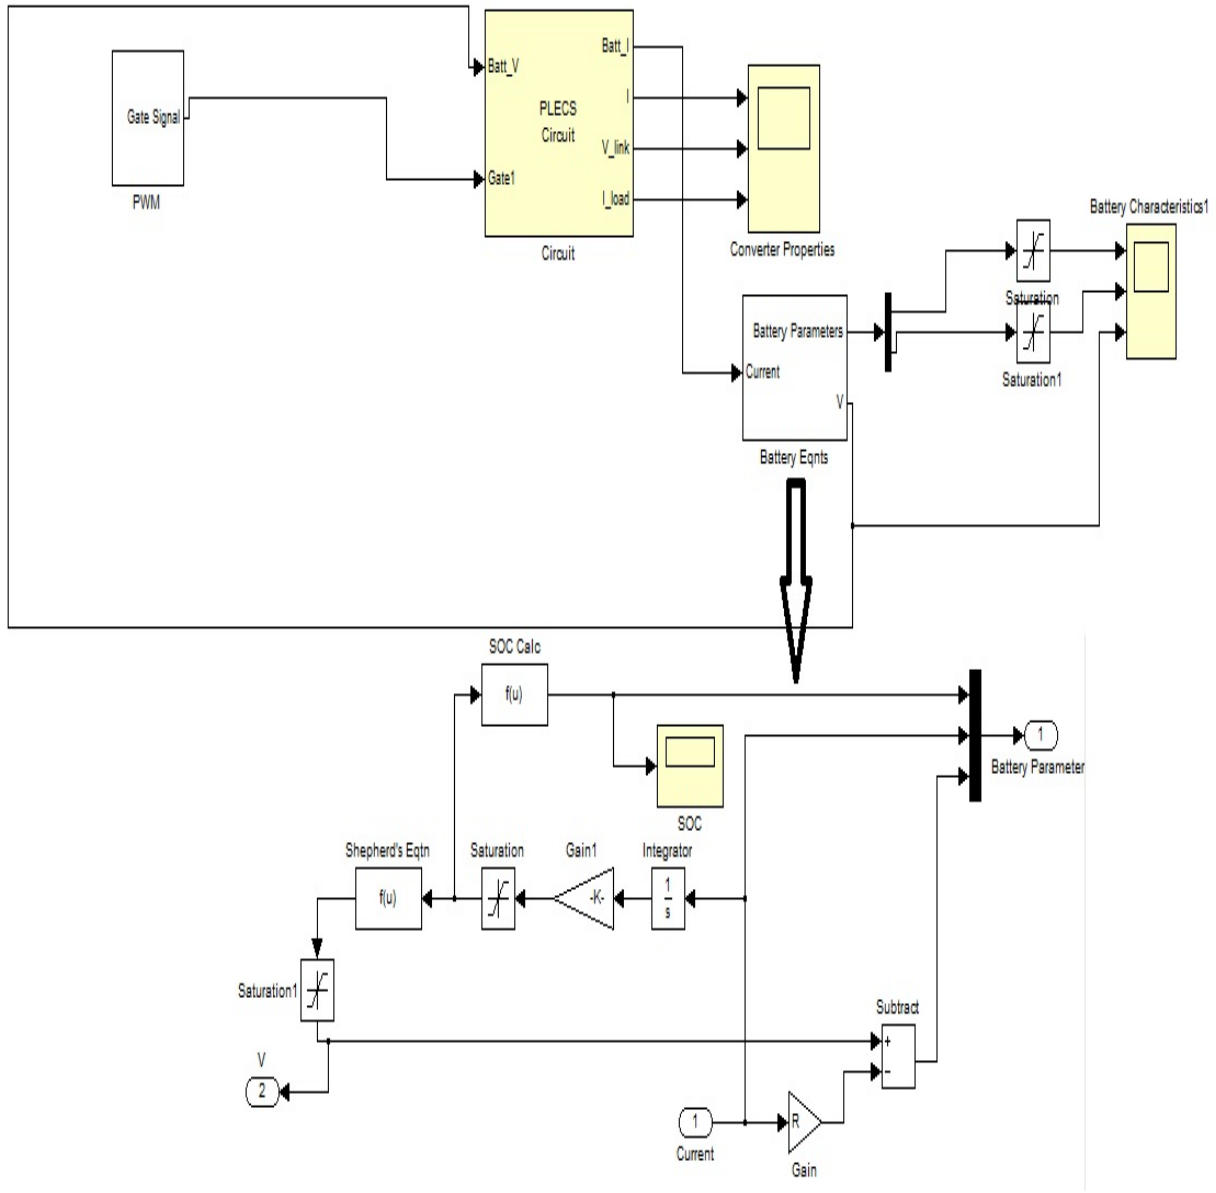 Batt_V
Batt_I
Gate Signal
PLECS
Circuit
I
V_link
Gate1
I_load
PWM
Circuit
Converter Properties
Battery Characteristics1
Saturation
Battery Parameters
Current
V
Saturation1
Battery Eqnts
SOC Calc
f(u)
1
Battery Parameter
SOC
Shepherd's Eqtn
Saturation
Gain1
Integrator
f(u)
-K-
1
s
Saturation1
Subtract
+
−
V
2
1
R
Current
Gain